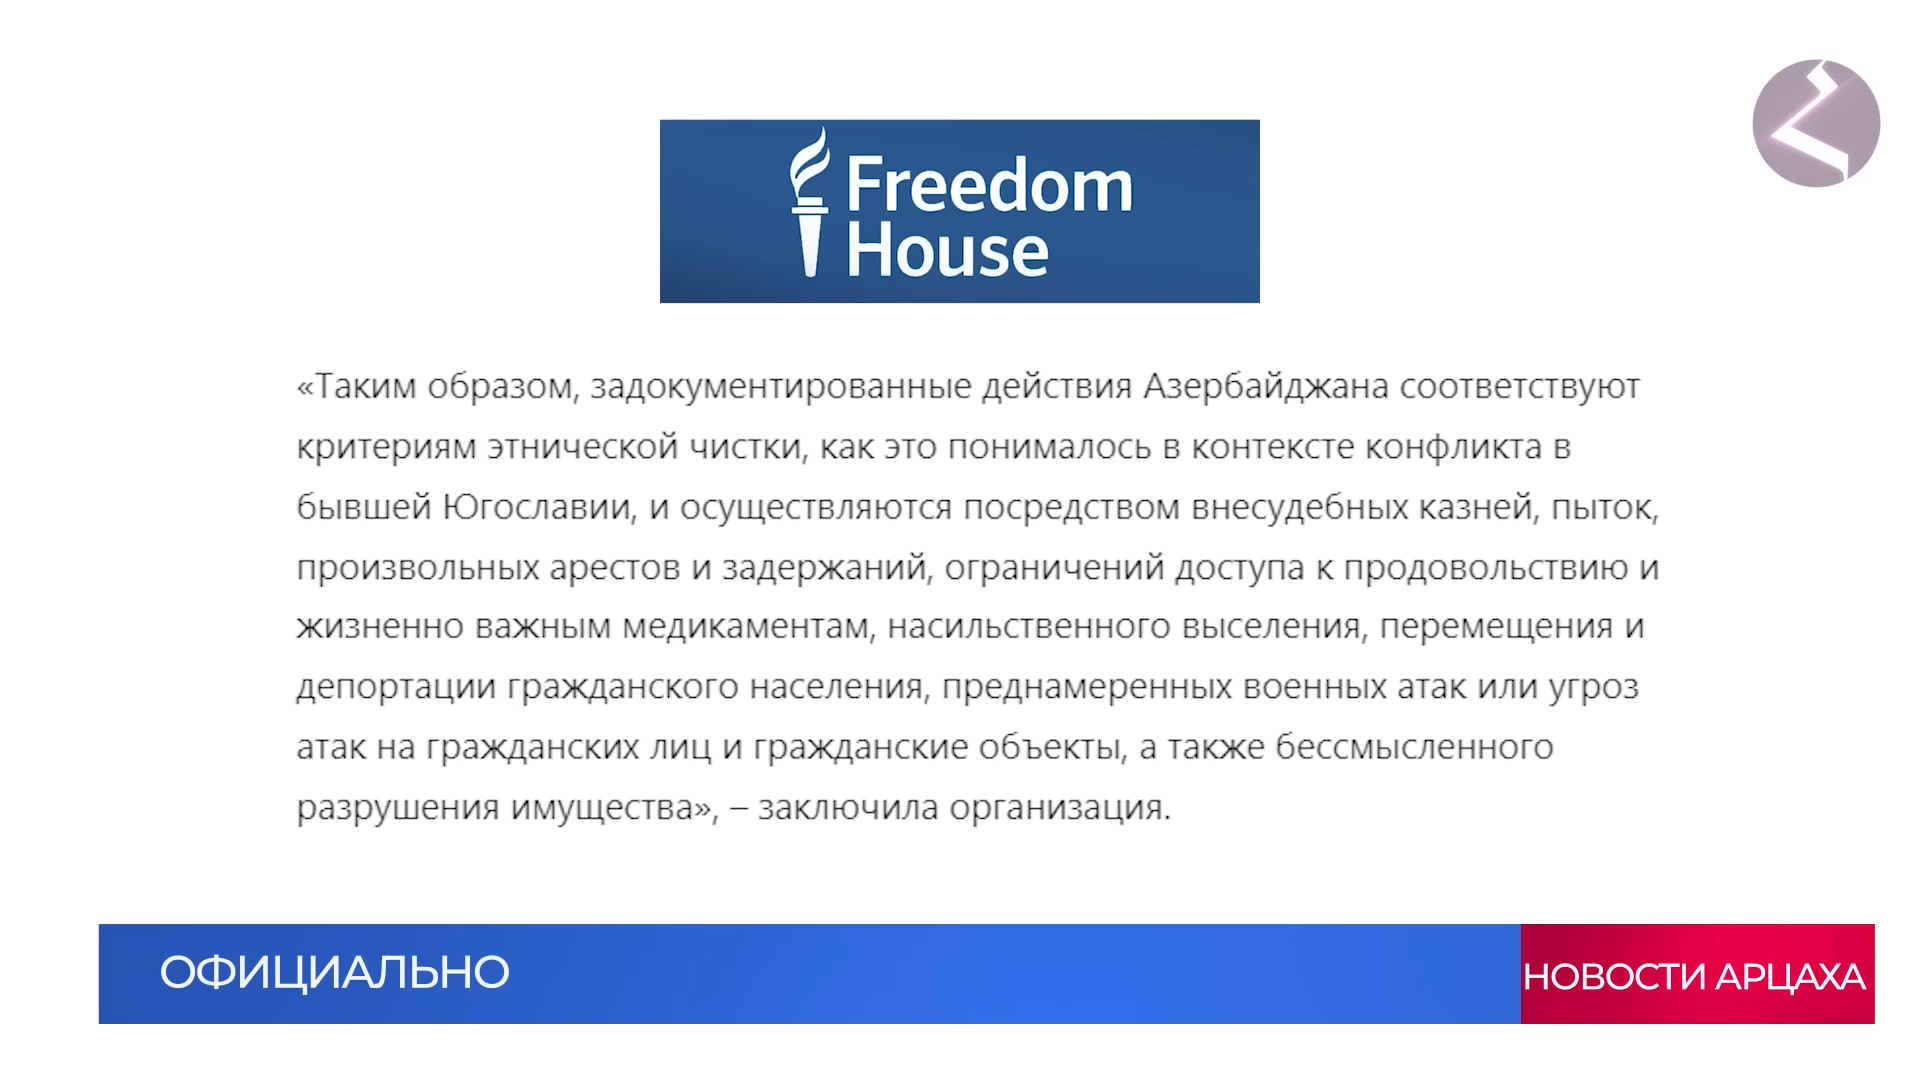 Freedom
House
«Таким образом, задокументированные действия Азербайджана соответствуют
критериям этнической чистки, как это понималось в контексте конфликта в
бывшей Югославии, и осуществляются посредством внесудебных казней, пыток,
произвольных арестов и задержаний, ограничений доступа к продовольствию и
жизненно важным медикаментам, насильственного выселения, перемещения и
депортации гражданского населения, преднамеренных военных атак или угроз
атак на гражданских лиц и гражданские объекты, а также бессмысленного
разрушения имущества», – заключила организация.
ОФИЦИАЛЬНО
НОВОСТИ АРЦАХА